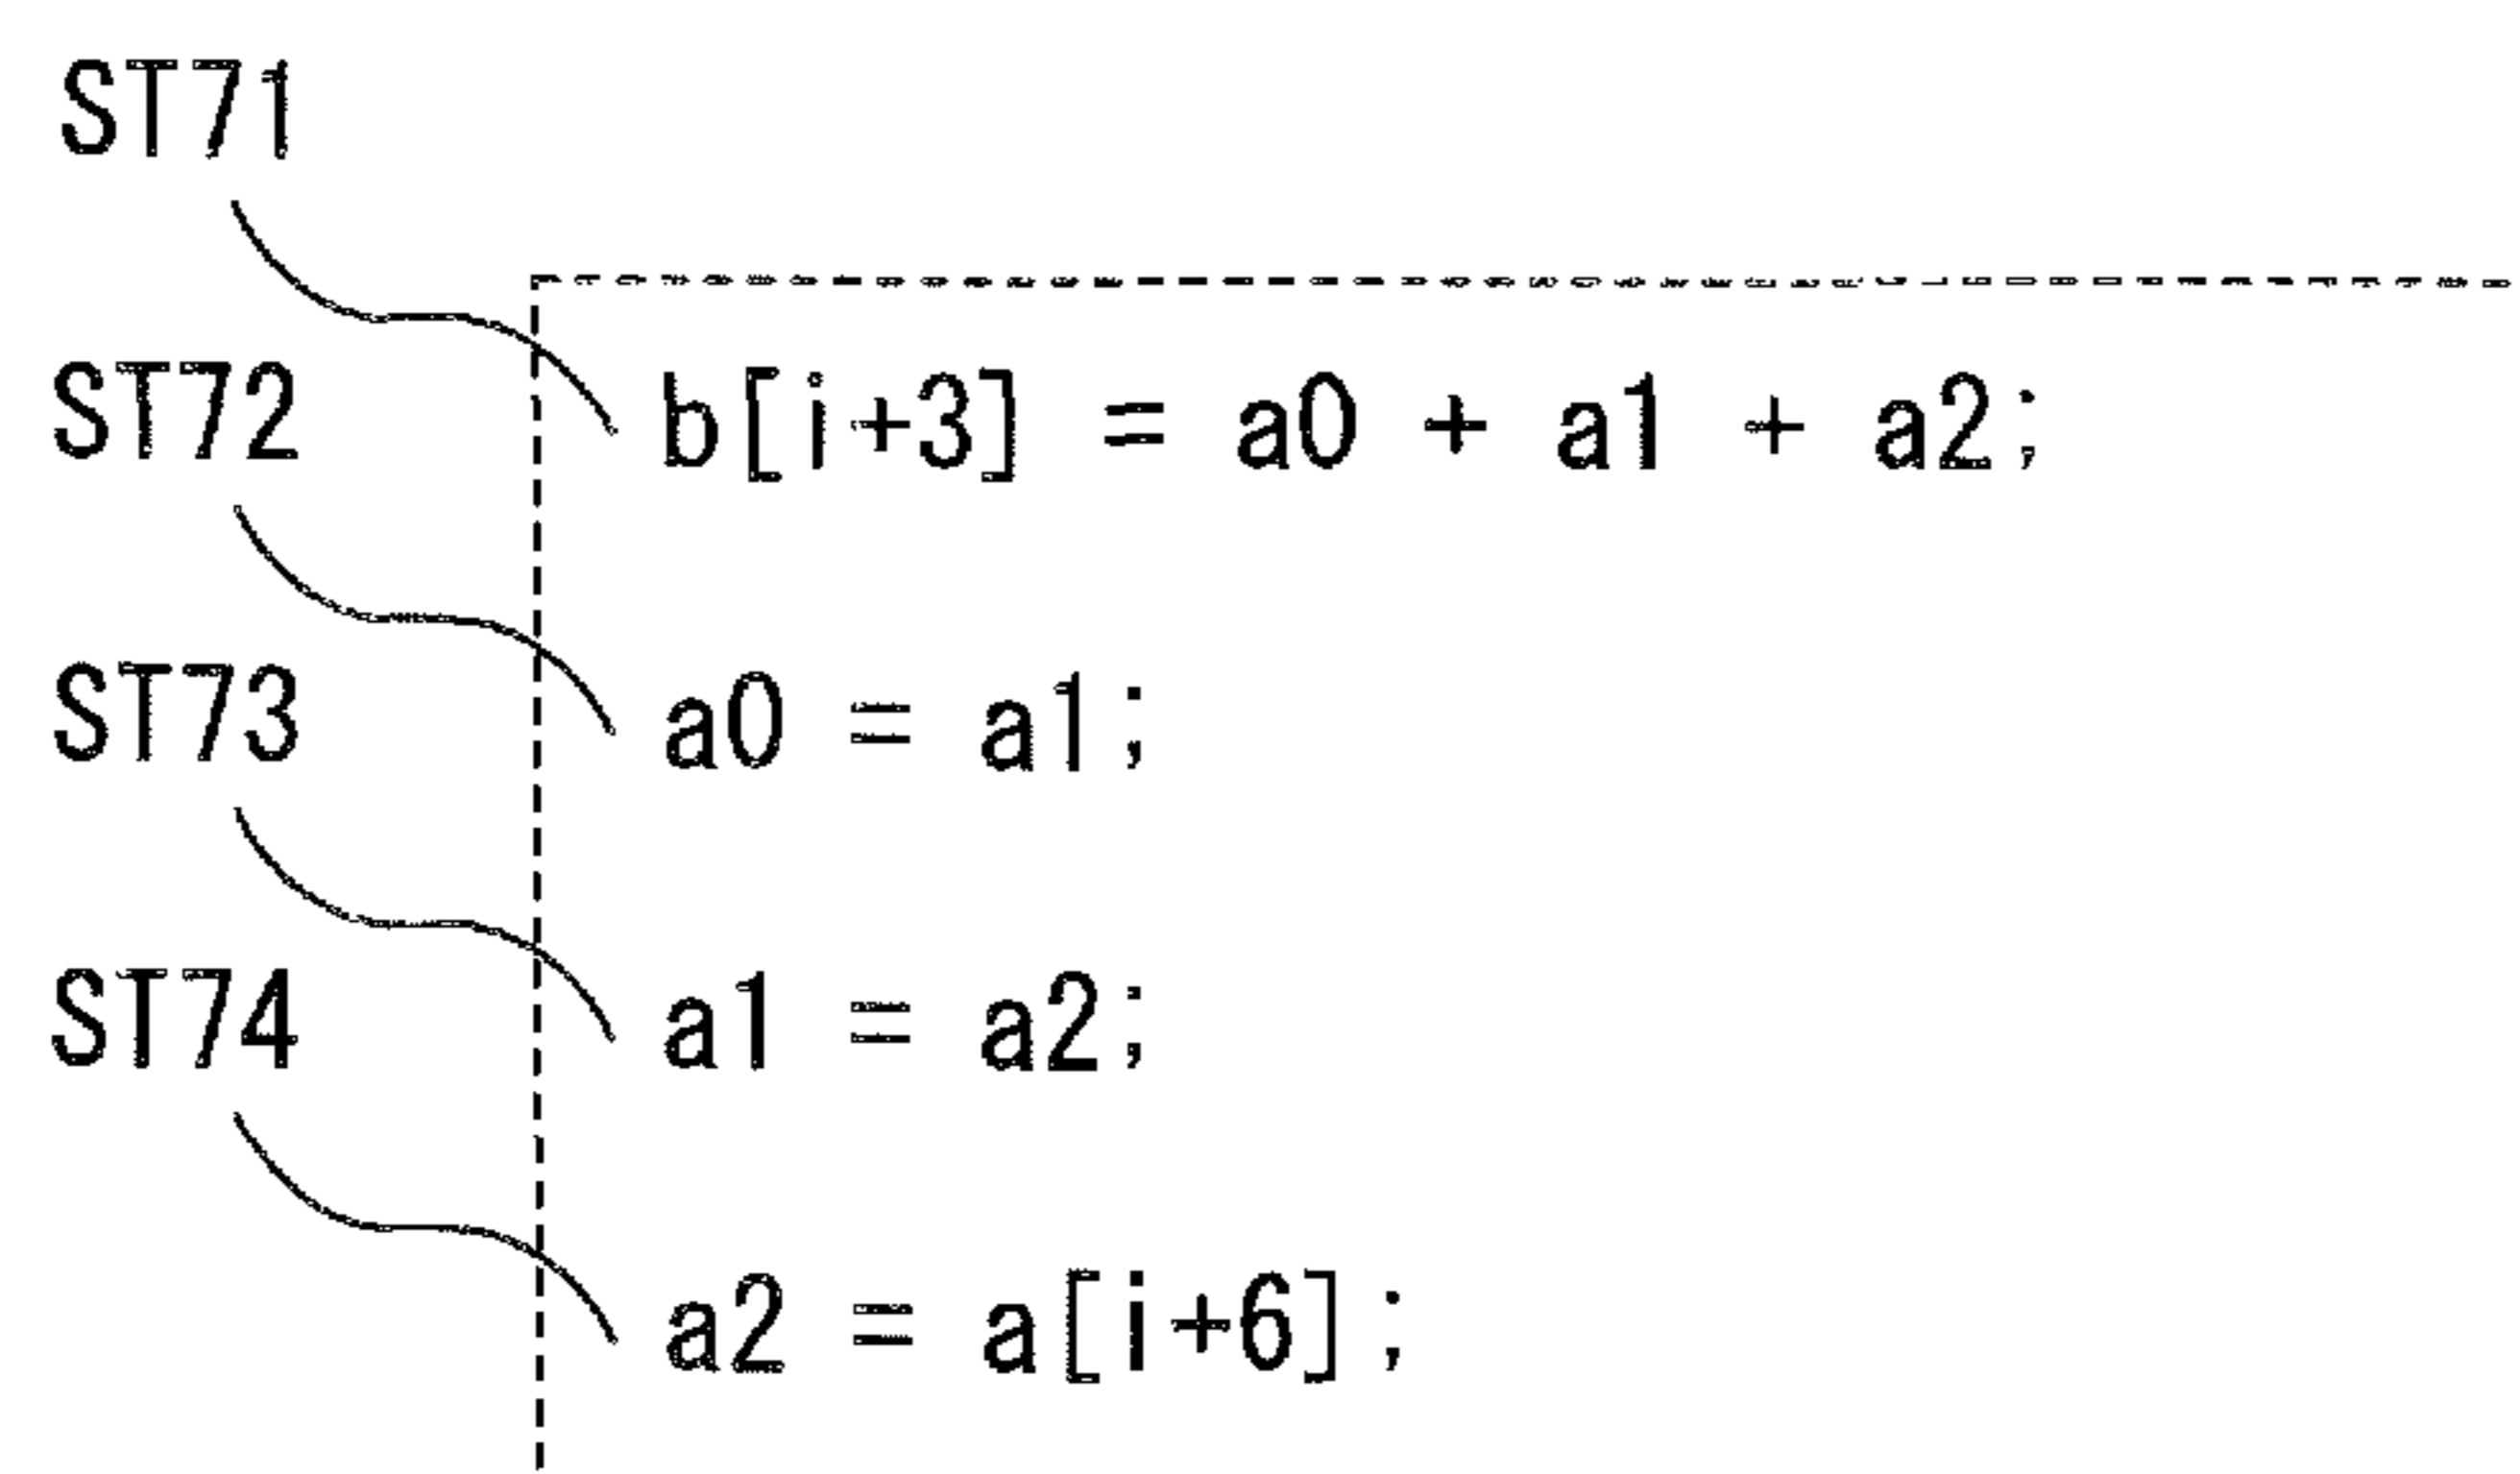 ST71
ST72
b[i+3] = a0 + a1 + a2;
ST73
a0 = a1;
ST74
a1 = a2;
a2 = a[i+6];